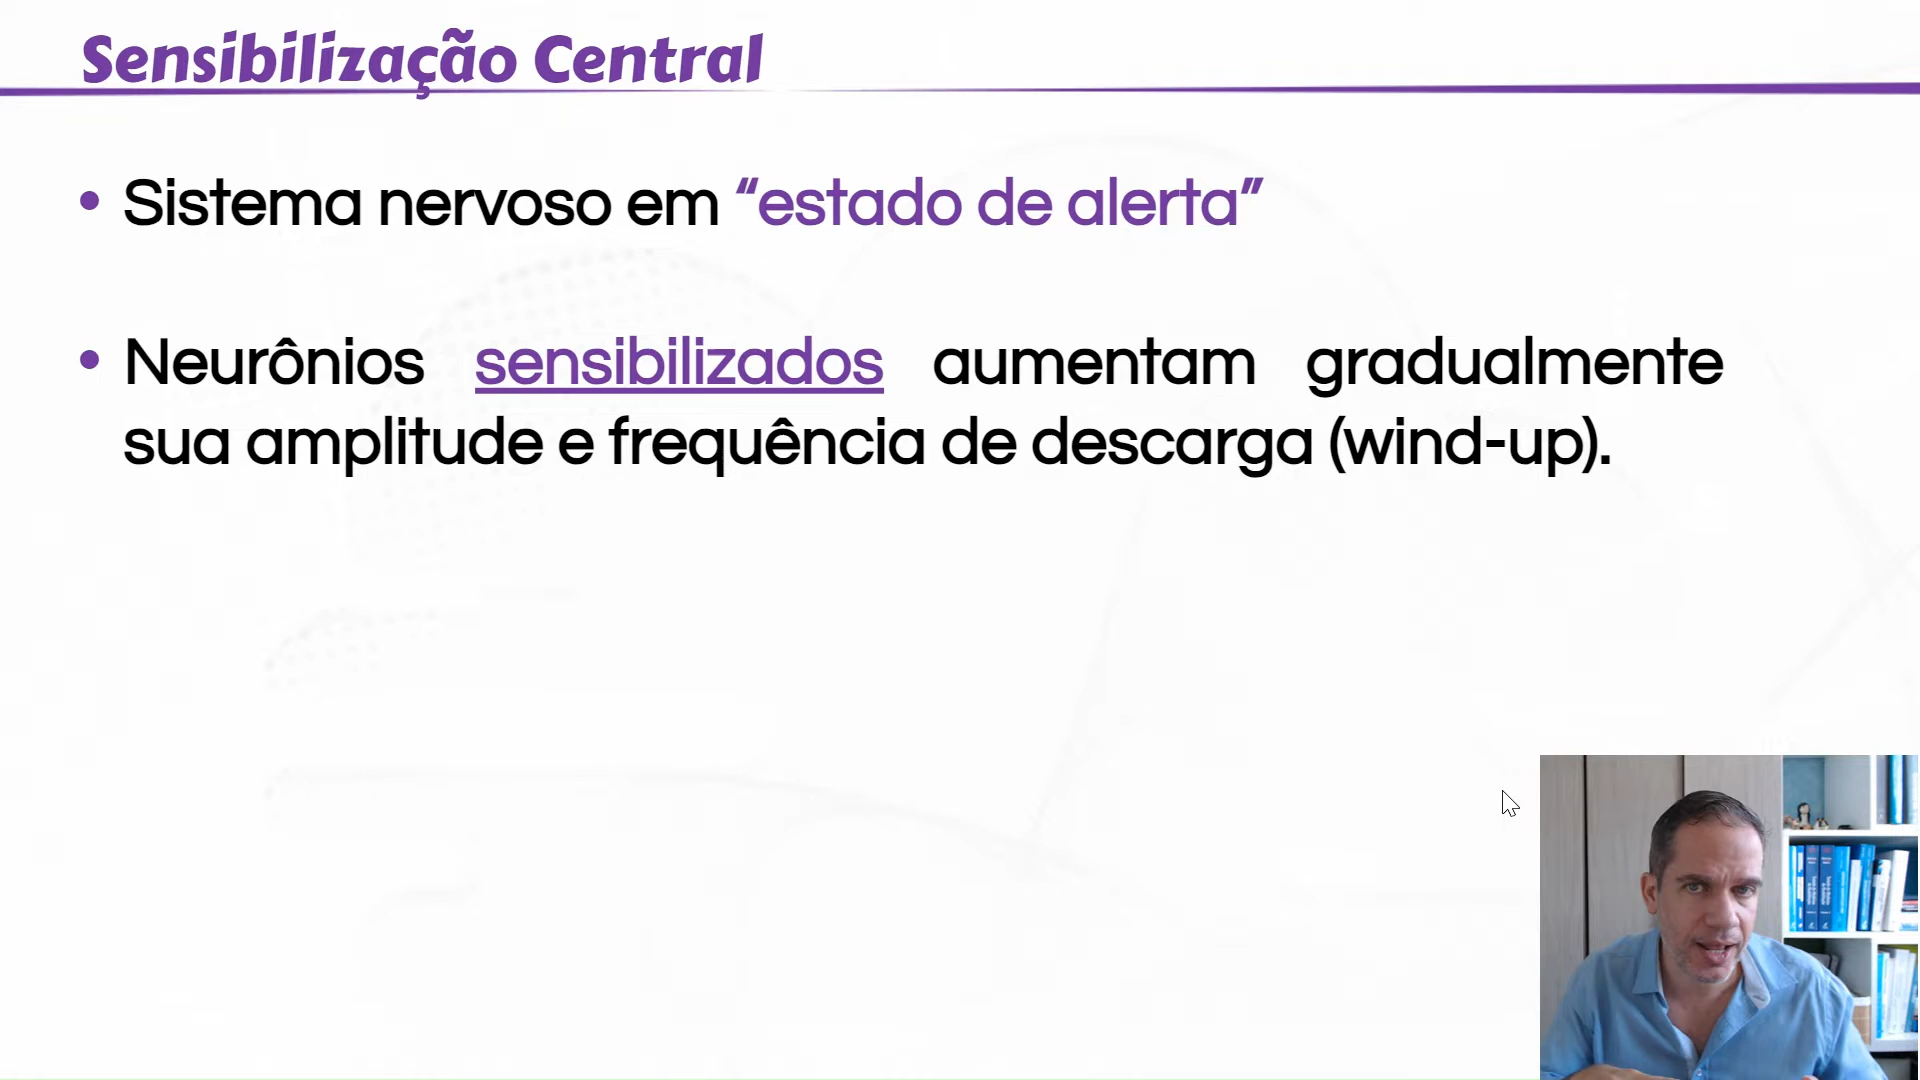 Sensibilização Central
• Sistema nervoso em “estado de alerta”
• Neurônios sensibilizados aumentam gradualmente
sua amplitude e frequência de descarga (wind-up).